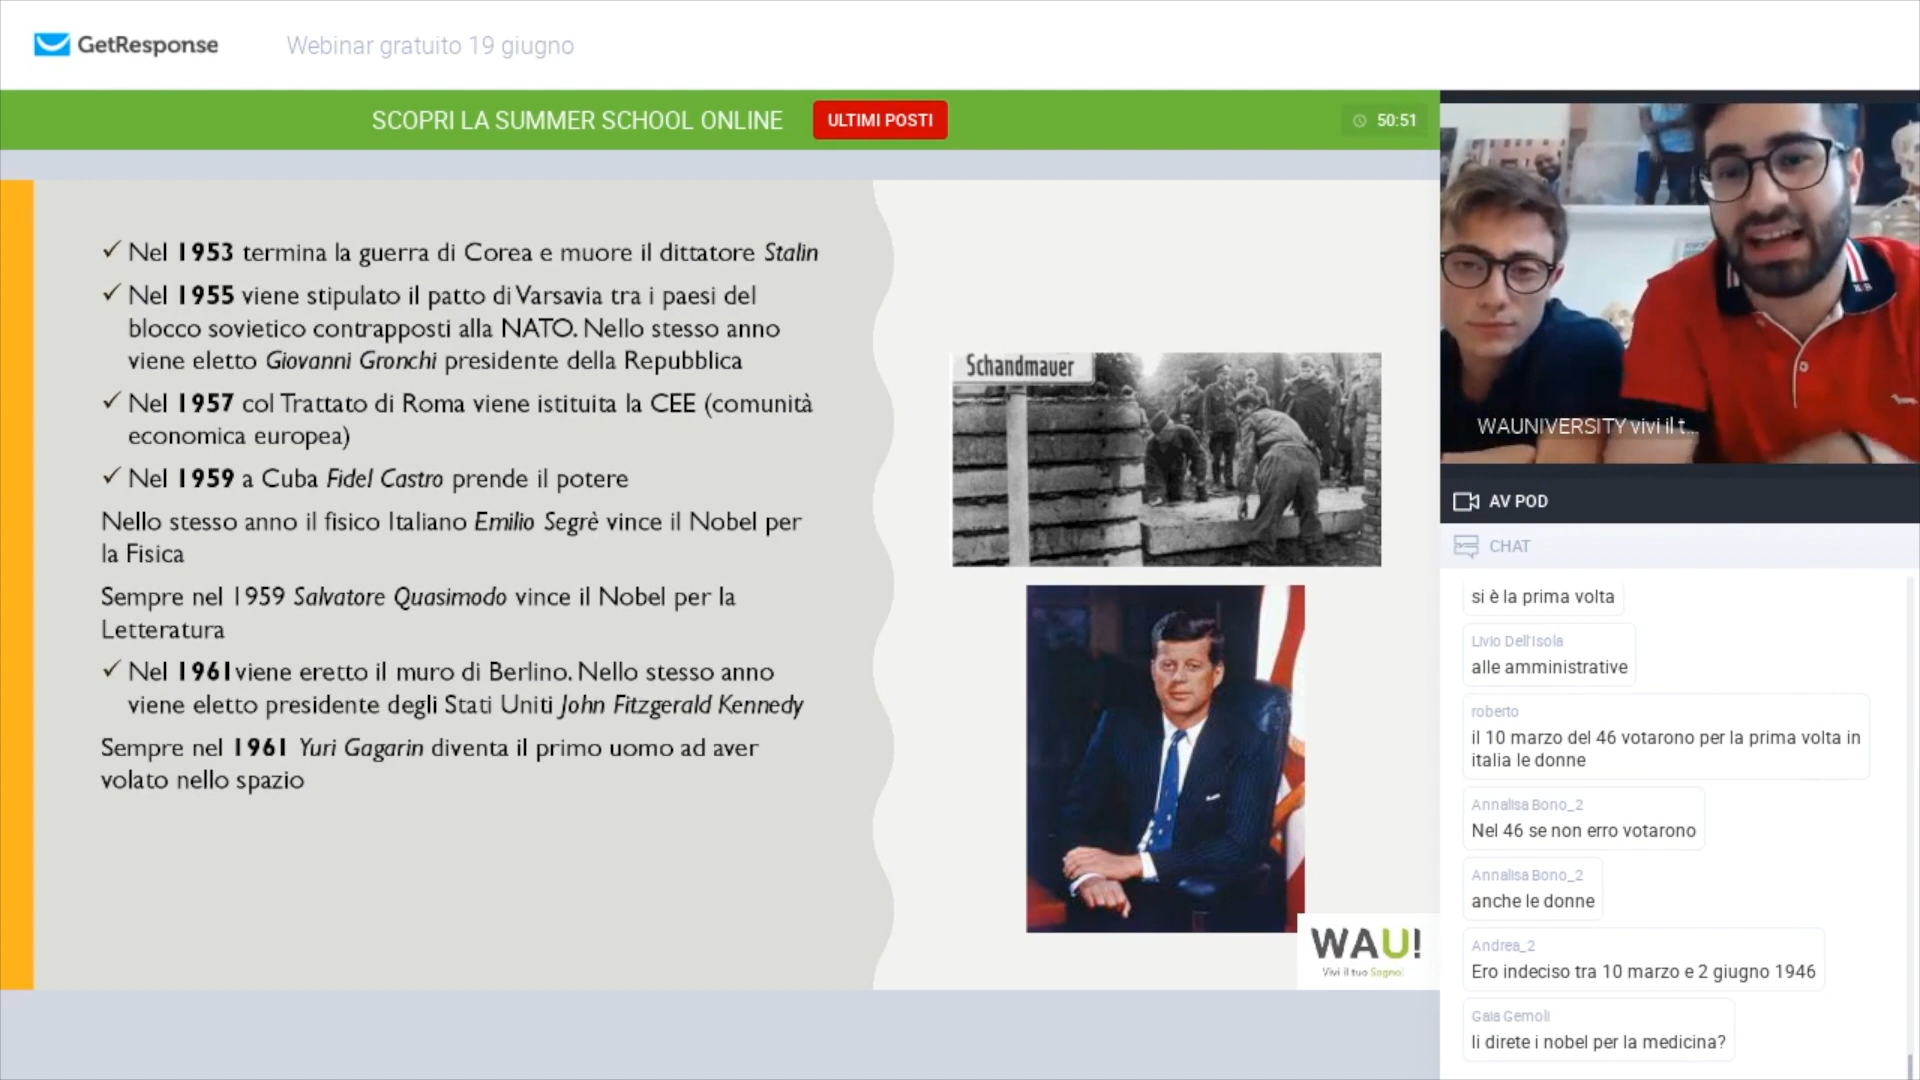 GetResponse
Webinar gratuito 19 giugno
SCOPRI LA SUMMER SCHOOL ONLINE
ULTIMI POSTI
50:51
✓ Nel 1953 termina la guerra di Corea e muore il dittatore Stalin
✓ Nel 1955 viene stipulato il patto di Varsavia tra i paesi del
blocco sovietico contrapposti alla NATO. Nello stesso anno
viene eletto Giovanni Gronchi presidente della Repubblica
✓ Nel 1957 col Trattato di Roma viene istituita la CEE (comunità
economica europea)
✓ Nel 1959 a Cuba Fidel Castro prende il potere
Nello stesso anno il fisico Italiano Emilio Segrè vince il Nobel per
la Fisica
Sempre nel 1959 Salvatore Quasimodo vince il Nobel per la
Letteratura
✓ Nel 1961viene eretto il muro di Berlino. Nello stesso anno
viene eletto presidente degli Stati Uniti John Fitzgerald Kennedy
Sempre nel 1961 Yuri Gagarin diventa il primo uomo ad aver
volato nello spazio
Schandmauer
WAU!
Vivi il tuo Sogno!
WAUNIVERSITY vivi il t...
AV POD
CHAT
si è la prima volta
Livio Dell'Isola
alle amministrative
roberto
il 10 marzo del 46 votarono per la prima volta in
italia le donne
Annalisa Bono_2
Nel 46 se non erro votarono
Annalisa Bono_2
anche le donne
Andrea_2
Ero indeciso tra 10 marzo e 2 giugno 1946
Gaia Gemoli
li direte i nobel per la medicina?